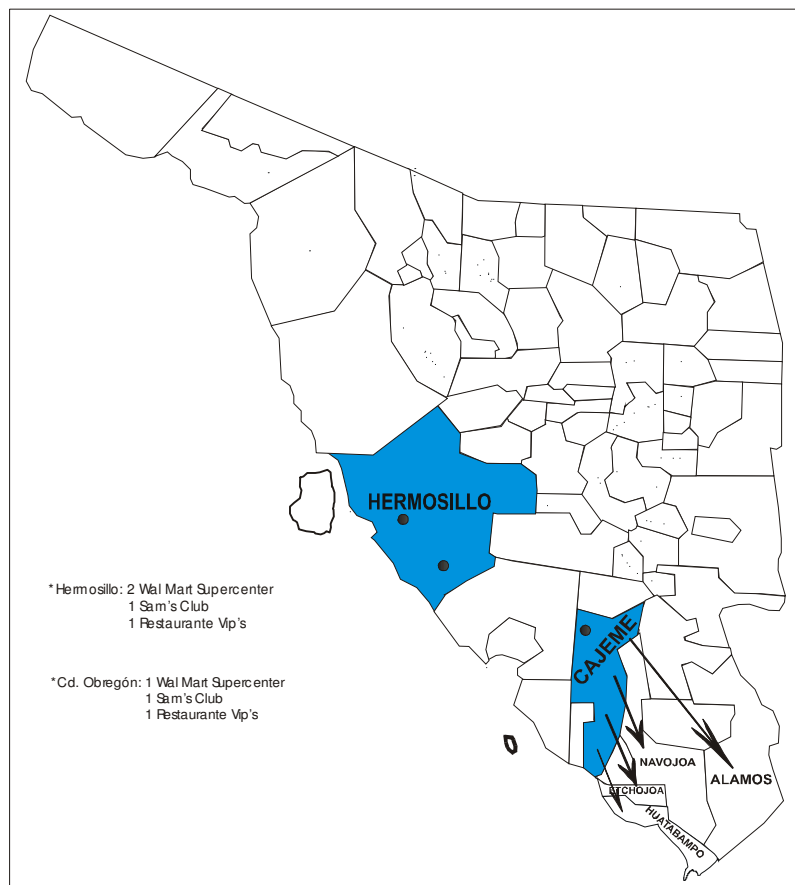 HERMOSILLO
*Hermosillo: 2 Wal Mart Supercenter
1 Sam's Club
1 Restaurante Vip's
CAJEME
*Cd. Obregón: 1 Wal Mart Supercenter
1 Sam's Club
1 Restaurante Vip's
NAVOJOA
ALAMOS
ETCHOJOA
HUATABAMPO